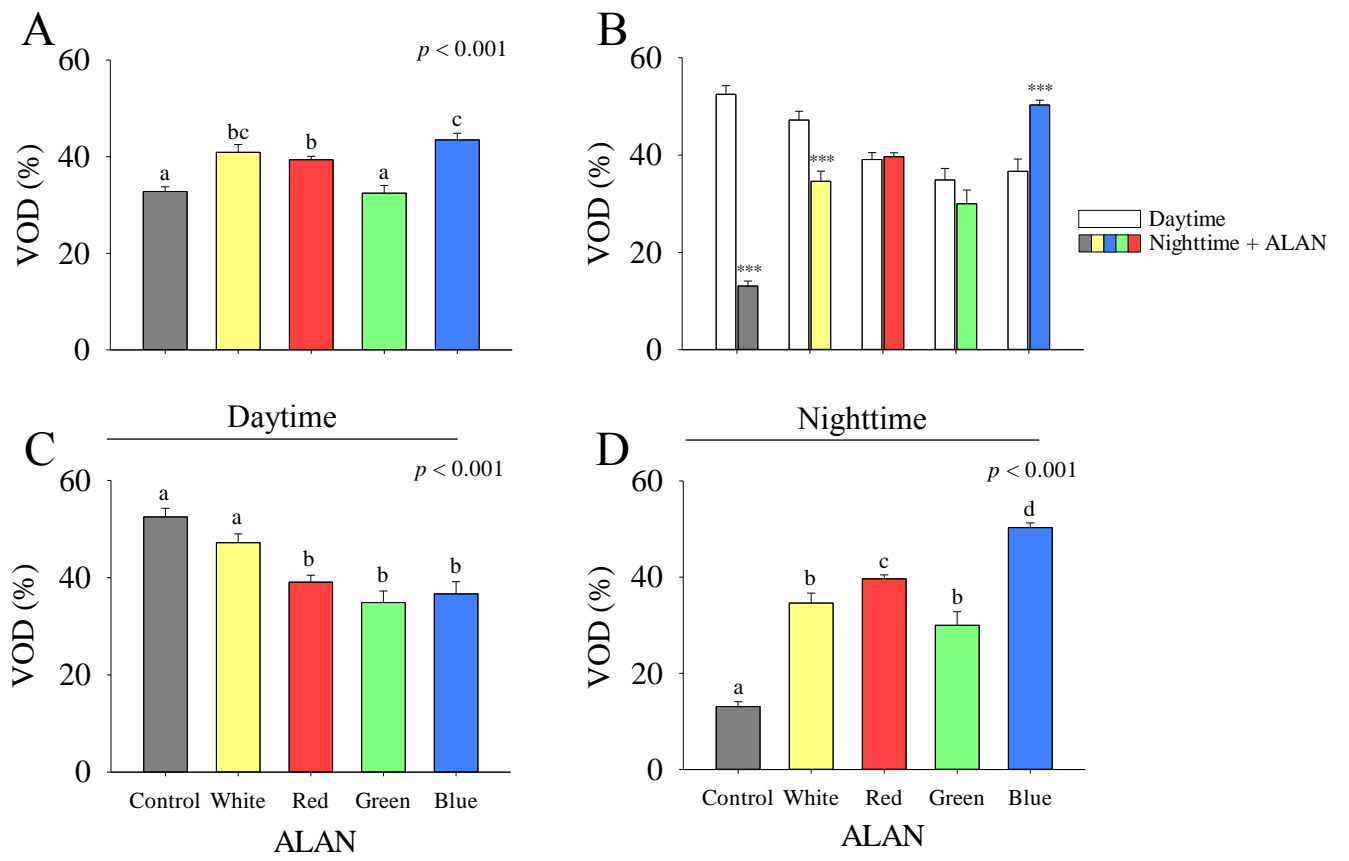 A
p < 0.001
60
40
20
0
VOD (%)
a
bc
b
a
c
B
60
40
20
0
VOD (%)
***
***
***
Daytime
Nighttime + ALAN
Daytime
C
p < 0.001
60
40
20
0
VOD (%)
a
a
b
b
b
Control White Red Green Blue
ALAN
Nighttime
D
p < 0.001
60
40
20
0
VOD (%)
a
b
c
b
d
Control White Red Green Blue
ALAN